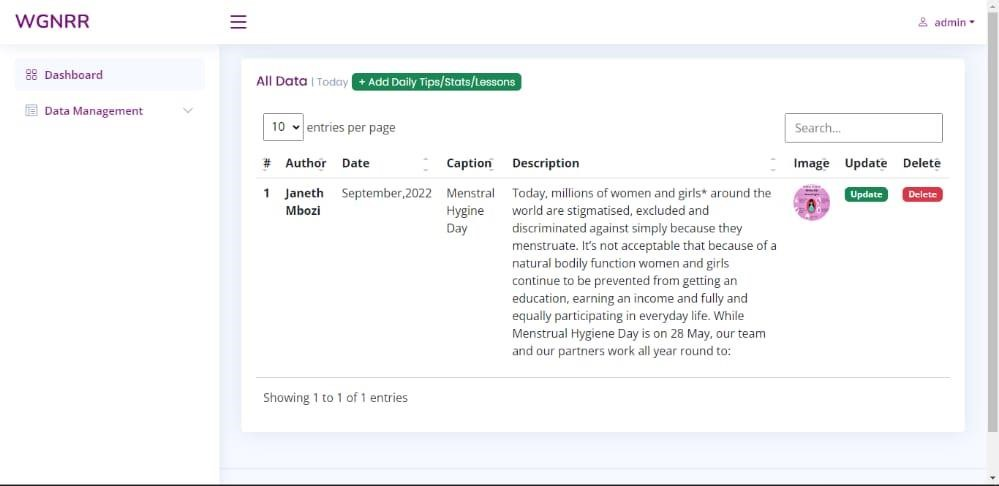 WGNRR
admin
Dashboard
Data Management
All Data | Today + Add Daily Tips/Stats/Lessons
10 entries per page
Search...
# Author Date Caption Description Image Update Delete
1 Janeth September,2022 Menstral Today, millions of women and girls* around the Update Delete
Mbozi Hygine world are stigmatised, excluded and
Day discriminated against simply because they
menstruate. It’s not acceptable that because of a
natural bodily function women and girls
continue to be prevented from getting an
education, earning an income and fully and
equally participating in everyday life. While
Menstrual Hygiene Day is on 28 May, our team
and our partners work all year round to:
Showing 1 to 1 of 1 entries